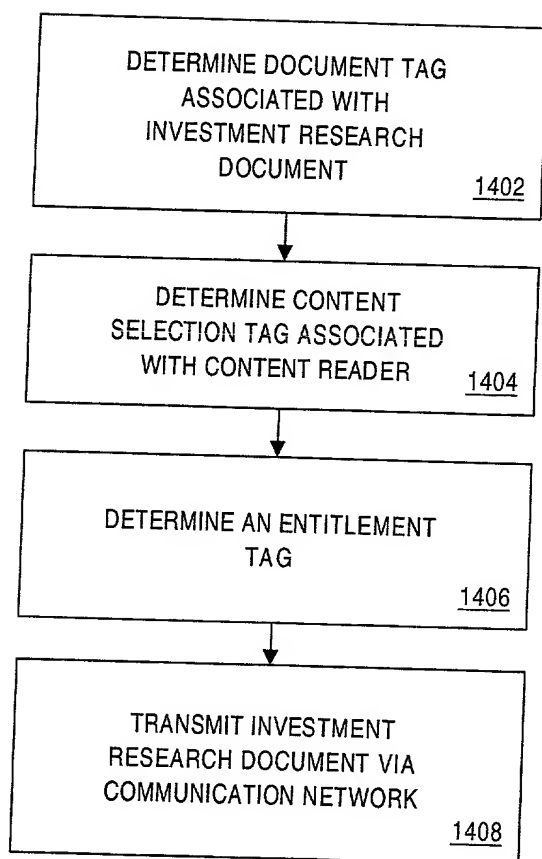 DETERMINE DOCUMENT TAG
ASSOCIATED WITH
INVESTMENT RESEARCH
DOCUMENT
1402
DETERMINE CONTENT
SELECTION TAG ASSOCIATED
WITH CONTENT READER
1404
DETERMINE AN ENTITLEMENT
TAG
1406
TRANSMIT INVESTMENT
RESEARCH DOCUMENT VIA
COMMUNICATION NETWORK
1408